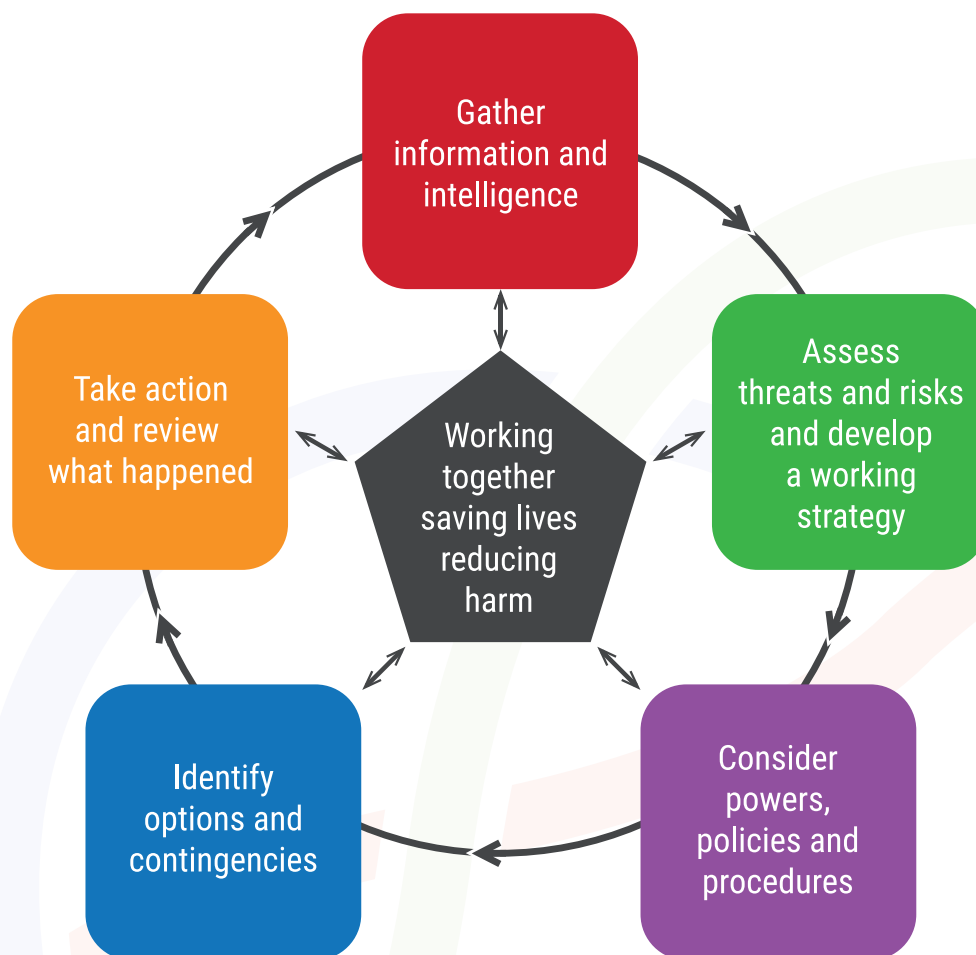 Gather
information and
intelligence
Assess
threats and risks
and develop
a working
strategy
Consider
powers,
policies and
procedures
Identify
options and
contingencies
Take action
and review
what happened
Working
together
saving lives
reducing
harm